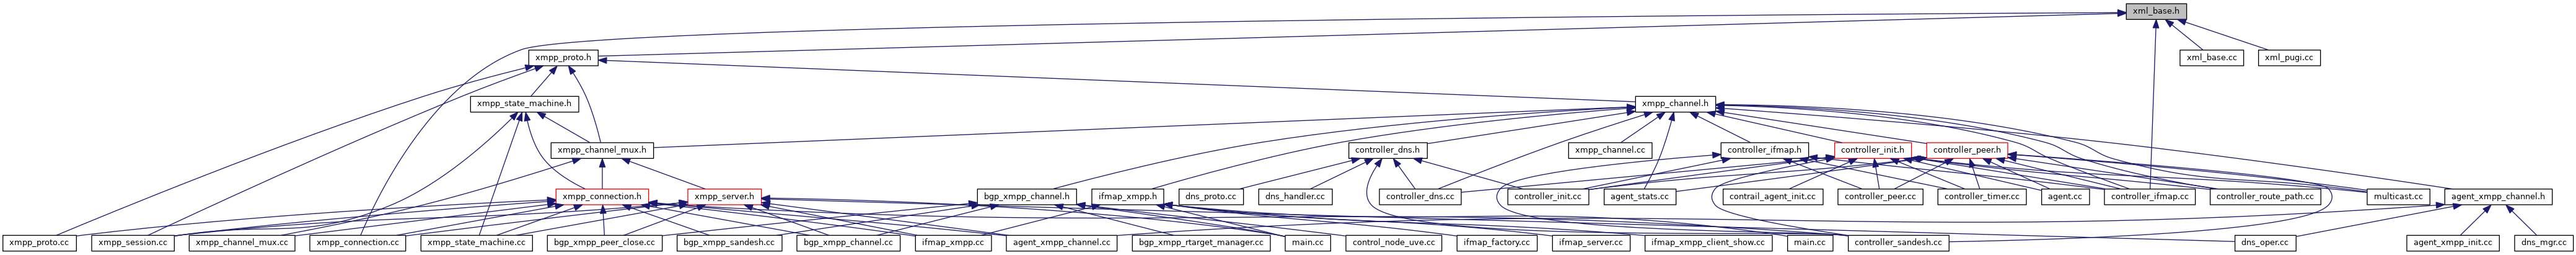 xml_base.h
xmpp_proto.h
xml_base.cc
xml_pugi.cc
xmpp_state_machine.h
xmpp_channel.h
xmpp_channel_mux.h
controller_dns.h
xmpp_channel.cc
controller_ifmap.h
controller_init.h
controller_peer.h
xmpp_connection.h
xmpp_server.h
bgp_xmpp_channel.h
ifmap_xmpp.h
dns_proto.cc
dns_handler.cc
controller_dns.cc
controller_init.cc
agent_stats.cc
contrail_agent_init.cc
controller_peer.cc
controller_timer.cc
agent.cc
controller_ifmap.cc
controller_route_path.cc
multicast.cc
agent_xmpp_channel.h
xmpp_proto.cc
xmpp_session.cc
xmpp_channel_mux.cc
xmpp_connection.cc
xmpp_state_machine.cc
bgp_xmpp_peer_close.cc
bgp_xmpp_sandesh.cc
bgp_xmpp_channel.cc
ifmap_xmpp.cc
agent_xmpp_channel.cc
bgp_xmpp_rtarget_manager.cc
main.cc
control_node_uve.cc
ifmap_factory.cc
ifmap_server.cc
ifmap_xmpp_client_show.cc
main.cc
controller_sandesh.cc
dns_oper.cc
agent_xmpp_init.cc
dns_mgr.cc